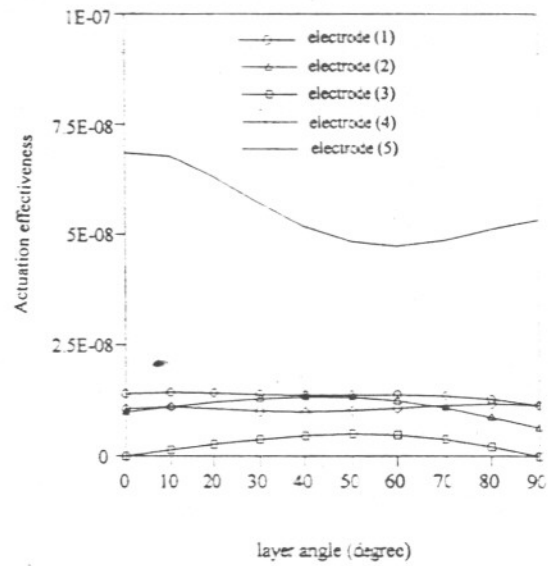 1E-07
electrode (1)
electrode (2)
electrode (3)
electrode (4)
electrode (5)
7.5E-08
5E-08
2.5E-08
0
Actuation effectiveness
0 10 20 30 40 50 60 70 80 90
layer angle (degree)